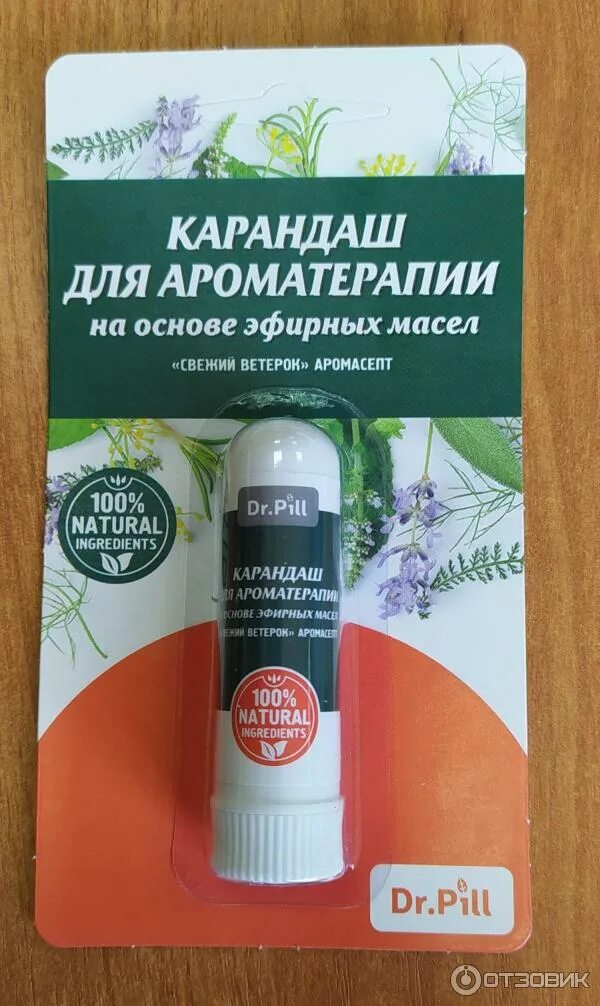 КАРАНДАШ
ДЛЯ АРОМАТЕРАПИИ
на основе эфирных масел
«СВЕЖИЙ ВЕТЕРОК» АРОМАСЕПТ
100%
NATURAL
INGREDIENTS
Dr.Pill
КАРАНДАШ
ДЛЯ АРОМАТЕРАПИИ
ОСНОВЕ ЭФИРНЫХ МАСЕЛ
«СВЕЖИЙ ВЕТЕРОК» АРОМАСЕПТ
100%
NATURAL
INGREDIENTS
Dr.Pill
ОТЗОВИК